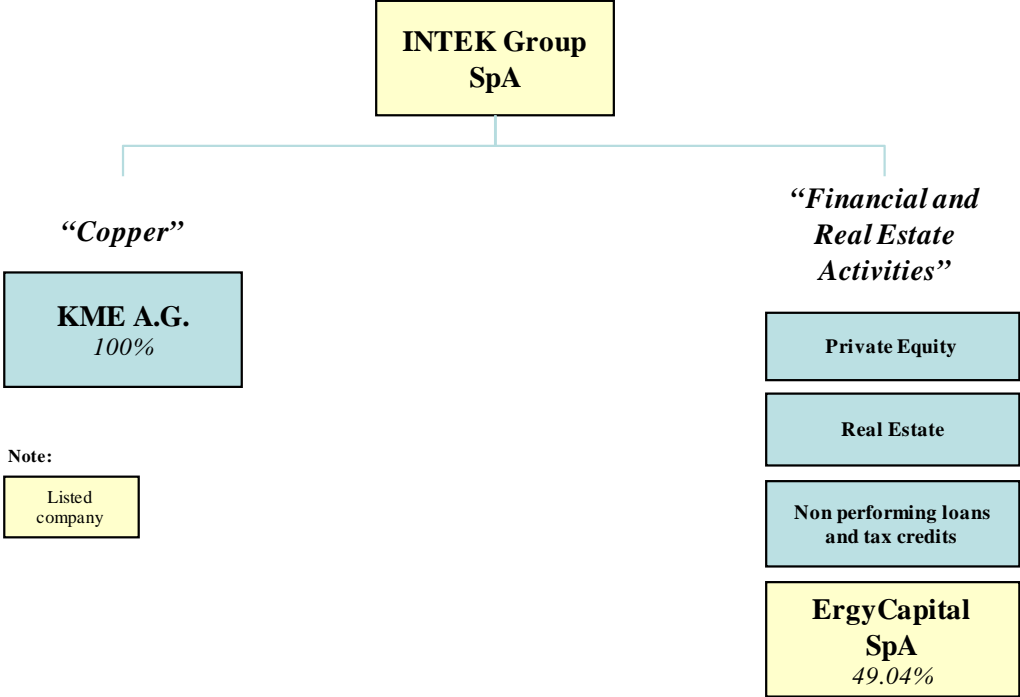 INTEK Group
SpA
“Copper”
KME A.G.
100%
Note:
Listed
company
“Financial and
Real Estate
Activities”
Private Equity
Real Estate
Non performing loans
and tax credits
ErgyCapital
SpA
49.04%